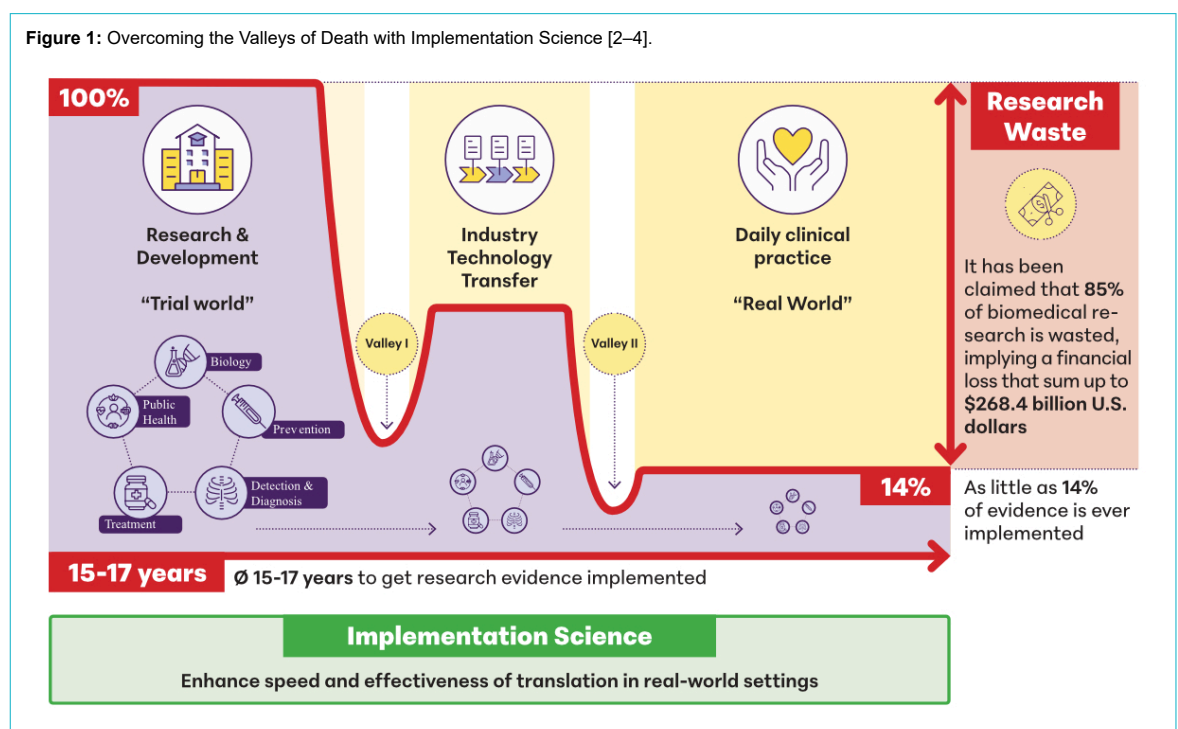 Figure 1: Overcoming the Valleys of Death with Implementation Science [2–4].
100%
Research &
Development
“Trial world”
Biology
Public
Health
Prevention
Detection &
Diagnosis
Treatment
Valley I
Industry
Technology
Transfer
Valley II
Daily clinical
practice
“Real World”
14%
Research
Waste
It has been
claimed that 85%
of biomedical re-
search is wasted,
implying a financial
loss that sum up to
$268.4 billion U.S.
dollars
As little as 14%
of evidence is ever
implemented
15-17 years
Ø 15-17 years to get research evidence implemented
Implementation Science
Enhance speed and effectiveness of translation in real-world settings